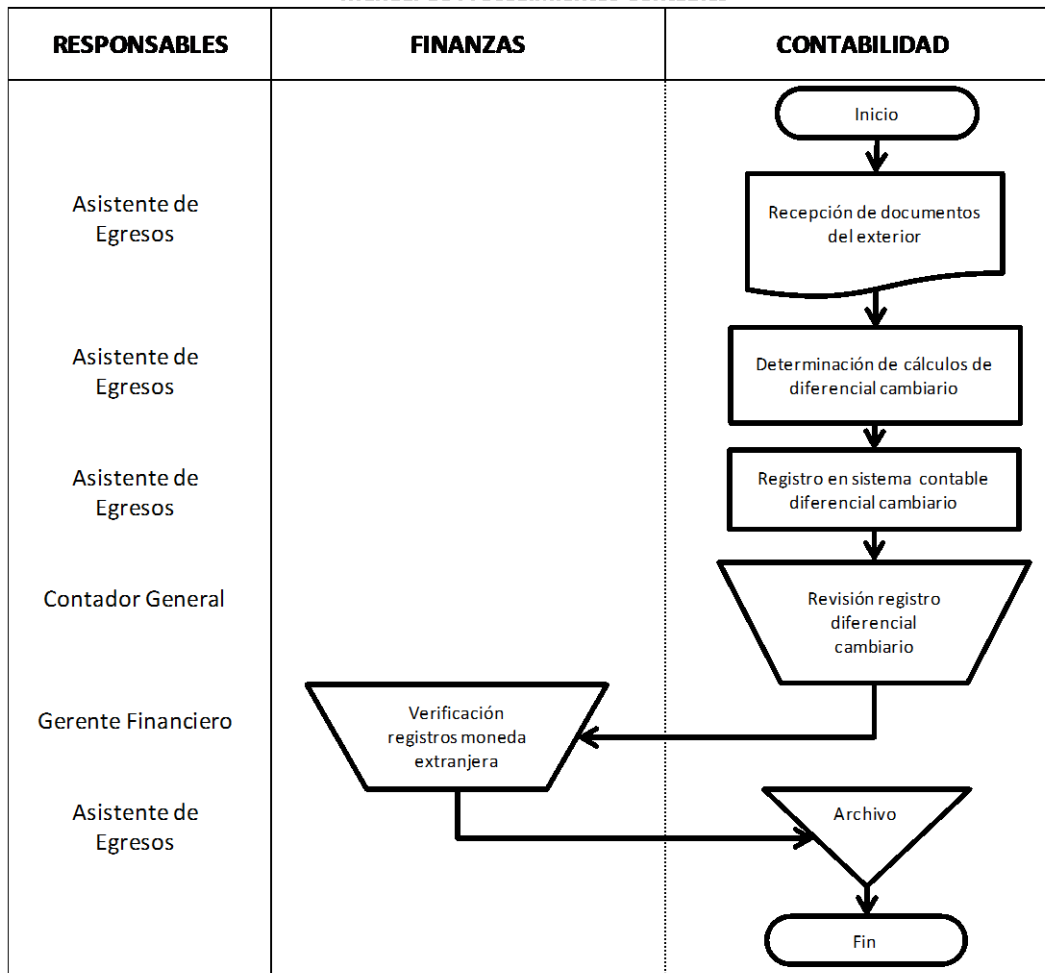 RESPONSABLES
FINANZAS
CONTABILIDAD
Inicio
Asistente de
Egresos
Recepción de documentos
del exterior
Asistente de
Egresos
Determinación de cálculos de
diferencial cambiario
Asistente de
Egresos
Registro en sistema contable
diferencial cambiario
Contador General
Revisión registro
diferencial
cambiario
Gerente Financiero
Verificación
registros moneda
extranjera
Asistente de
Egresos
Archivo
Fin